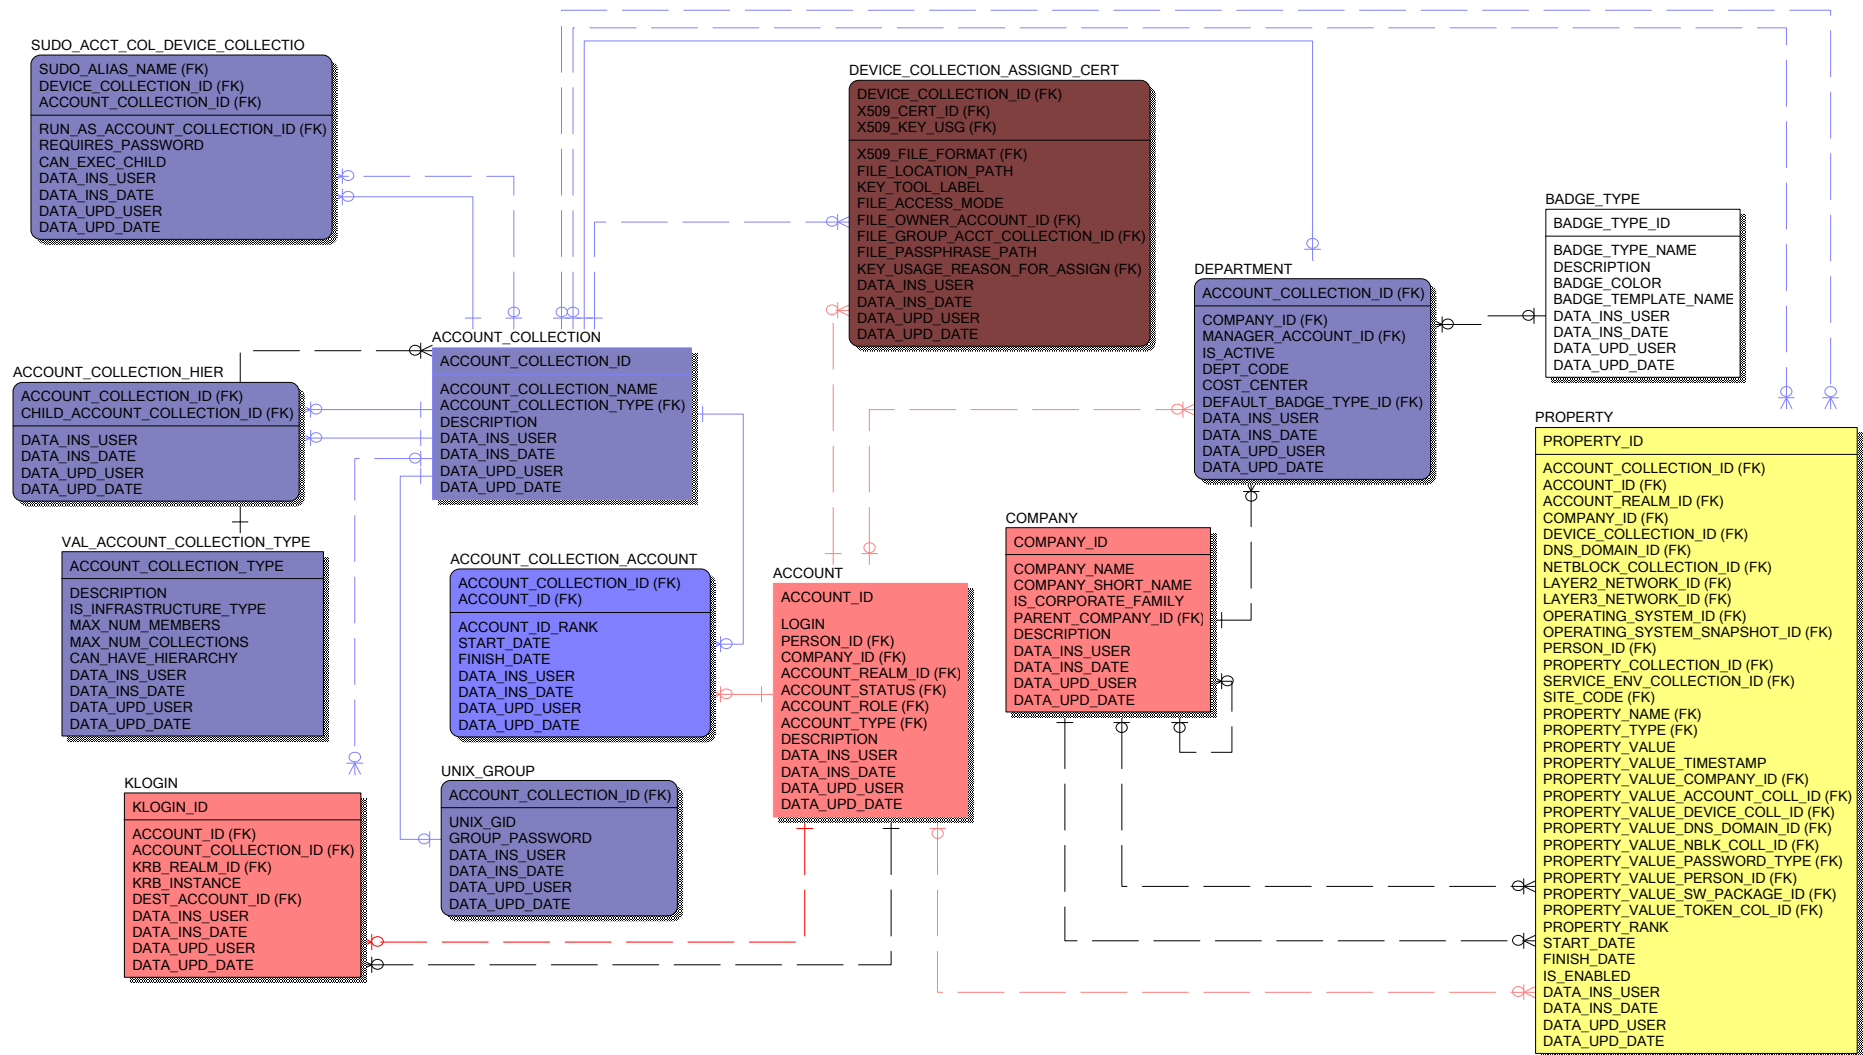 SUDO_ACCT_COL_DEVICE_COLLECTIO
SUDO_ALIAS_NAME (FK)
DEVICE_COLLECTION_ID (FK)
ACCOUNT_COLLECTION_ID (FK)
RUN_AS_ACCOUNT_COLLECTION_ID (FK)
REQUIRES_PASSWORD
CAN_EXEC_CHILD
DATA_INS_USER
DATA_INS_DATE
DATA_UPD_USER
DATA_UPD_DATE
DEVICE_COLLECTION_ASSIGND_CERT
DEVICE_COLLECTION_ID (FK)
X509_CERT_ID (FK)
X509_KEY_USG (FK)
X509_FILE_FORMAT (FK)
FILE_LOCATION_PATH
KEY_TOOL_LABEL
FILE_ACCESS_MODE
FILE_OWNER_ACCOUNT_ID (FK)
FILE_GROUP_ACCT_COLLECTION_ID (FK)
FILE_PASSPHRASE_PATH
KEY_USAGE_REASON_FOR_ASSIGN (FK)
DATA_INS_USER
DATA_INS_DATE
DATA_UPD_USER
DATA_UPD_DATE
BADGE_TYPE
BADGE_TYPE_ID
BADGE_TYPE_NAME
DESCRIPTION
BADGE_COLOR
BADGE_TEMPLATE_NAME
DATA_INS_USER
DATA_INS_DATE
DATA_UPD_USER
DATA_UPD_DATE
DEPARTMENT
ACCOUNT_COLLECTION_ID (FK)
COMPANY_ID (FK)
MANAGER_ACCOUNT_ID (FK)
IS_ACTIVE
DEPT_CODE
COST_CENTER
DEFAULT_BADGE_TYPE_ID (FK)
DATA_INS_USER
DATA_INS_DATE
DATA_UPD_USER
DATA_UPD_DATE
ACCOUNT_COLLECTION
ACCOUNT_COLLECTION_ID
ACCOUNT_COLLECTION_NAME
ACCOUNT_COLLECTION_TYPE (FK)
DESCRIPTION
DATA_INS_USER
DATA_INS_DATE
DATA_UPD_USER
DATA_UPD_DATE
ACCOUNT_COLLECTION_HIER
ACCOUNT_COLLECTION_ID (FK)
CHILD_ACCOUNT_COLLECTION_ID (FK)
DATA_INS_USER
DATA_INS_DATE
DATA_UPD_USER
DATA_UPD_DATE
PROPERTY
PROPERTY_ID
ACCOUNT_COLLECTION_ID (FK)
ACCOUNT_ID (FK)
ACCOUNT_REALM_ID (FK)
COMPANY_ID (FK)
DEVICE_COLLECTION_ID (FK)
DNS_DOMAIN_ID (FK)
NETBLOCK_COLLECTION_ID (FK)
LAYER2_NETWORK_ID (FK)
LAYER3_NETWORK_ID (FK)
OPERATING_SYSTEM_ID (FK)
OPERATING_SYSTEM_SNAPSHOT_ID (FK)
PERSON_ID (FK)
PROPERTY_COLLECTION_ID (FK)
SERVICE_ENV_COLLECTION_ID (FK)
SITE_CODE (FK)
PROPERTY_NAME (FK)
PROPERTY_TYPE (FK)
PROPERTY_VALUE
PROPERTY_VALUE_TIMESTAMP
PROPERTY_VALUE_COMPANY_ID (FK)
PROPERTY_VALUE_ACCOUNT_COLL_ID (FK)
PROPERTY_VALUE_DEVICE_COLL_ID (FK)
PROPERTY_VALUE_DNS_DOMAIN_ID (FK)
PROPERTY_VALUE_NBLK_COLL_ID (FK)
PROPERTY_VALUE_PASSWORD_TYPE (FK)
PROPERTY_VALUE_PERSON_ID (FK)
PROPERTY_VALUE_SW_PACKAGE_ID (FK)
PROPERTY_VALUE_TOKEN_COL_ID (FK)
PROPERTY_RANK
START_DATE
FINISH_DATE
IS_ENABLED
DATA_INS_USER
DATA_INS_DATE
DATA_UPD_USER
DATA_UPD_DATE
COMPANY
COMPANY_ID
COMPANY_NAME
COMPANY_SHORT_NAME
IS_CORPORATE_FAMILY
PARENT_COMPANY_ID (FK)
DESCRIPTION
DATA_INS_USER
DATA_INS_DATE
DATA_UPD_USER
DATA_UPD_DATE
VAL_ACCOUNT_COLLECTION_TYPE
ACCOUNT_COLLECTION_TYPE
DESCRIPTION
IS_INFRASTRUCTURE_TYPE
MAX_NUM_MEMBERS
MAX_NUM_COLLECTIONS
CAN_HAVE_HIERARCHY
DATA_INS_USER
DATA_INS_DATE
DATA_UPD_USER
DATA_UPD_DATE
ACCOUNT_COLLECTION_ACCOUNT
ACCOUNT_COLLECTION_ID (FK)
ACCOUNT_ID (FK)
ACCOUNT_ID_RANK
START_DATE
FINISH_DATE
DATA_INS_USER
DATA_INS_DATE
DATA_UPD_USER
DATA_UPD_DATE
ACCOUNT
ACCOUNT_ID
LOGIN
PERSON_ID (FK)
COMPANY_ID (FK)
ACCOUNT_REALM_ID (FK)
ACCOUNT_STATUS (FK)
ACCOUNT_ROLE (FK)
ACCOUNT_TYPE (FK)
DESCRIPTION
DATA_INS_USER
DATA_INS_DATE
DATA_UPD_USER
DATA_UPD_DATE
KLOGIN
KLOGIN_ID
ACCOUNT_ID (FK)
ACCOUNT_COLLECTION_ID (FK)
KRB_REALM_ID (FK)
KRB_INSTANCE
DEST_ACCOUNT_ID (FK)
DATA_INS_USER
DATA_INS_DATE
DATA_UPD_USER
DATA_UPD_DATE
UNIX_GROUP
ACCOUNT_COLLECTION_ID (FK)
UNIX_GID
GROUP_PASSWORD
DATA_INS_USER
DATA_INS_DATE
DATA_UPD_USER
DATA_UPD_DATE